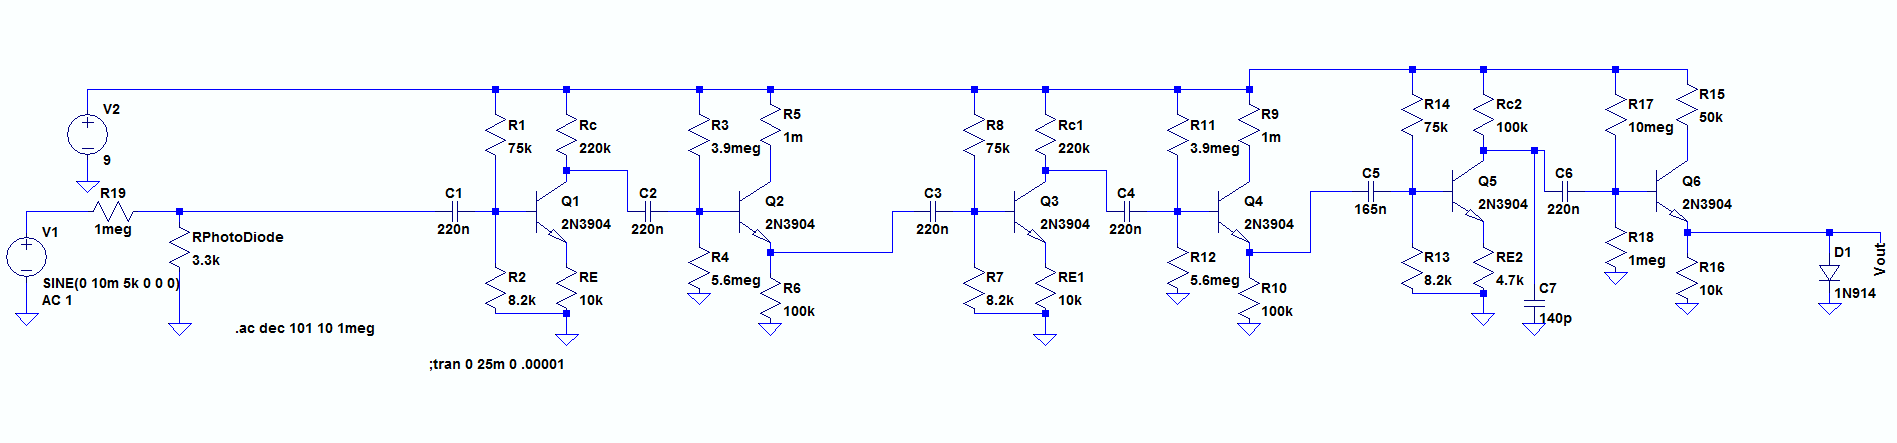 V2
9
R19
1meg
V1
SINE(0 10m 5k 0 0 0)
AC 1
RPhotoDiode
3.3k
.ac dec 101 10 1meg
;tran 0 25m 0 .00001
C1
220n
R1
75k
R2
8.2k
Rc
220k
Q1
2N3904
RE
10k
C2
220n
R3
3.9meg
R4
5.6meg
R5
1m
Q2
2N3904
R6
100k
C3
220n
R8
75k
R7
8.2k
Rc1
220k
Q3
2N3904
RE1
10k
C4
220n
R11
3.9meg
R12
5.6meg
R9
1m
Q4
2N3904
R10
100k
C5
165n
R14
75k
R13
8.2k
Rc2
100k
Q5
2N3904
RE2
4.7k
C7
140p
C6
220n
R17
10meg
R18
1meg
R15
50k
Q6
2N3904
R16
10k
D1
1N914
Vout